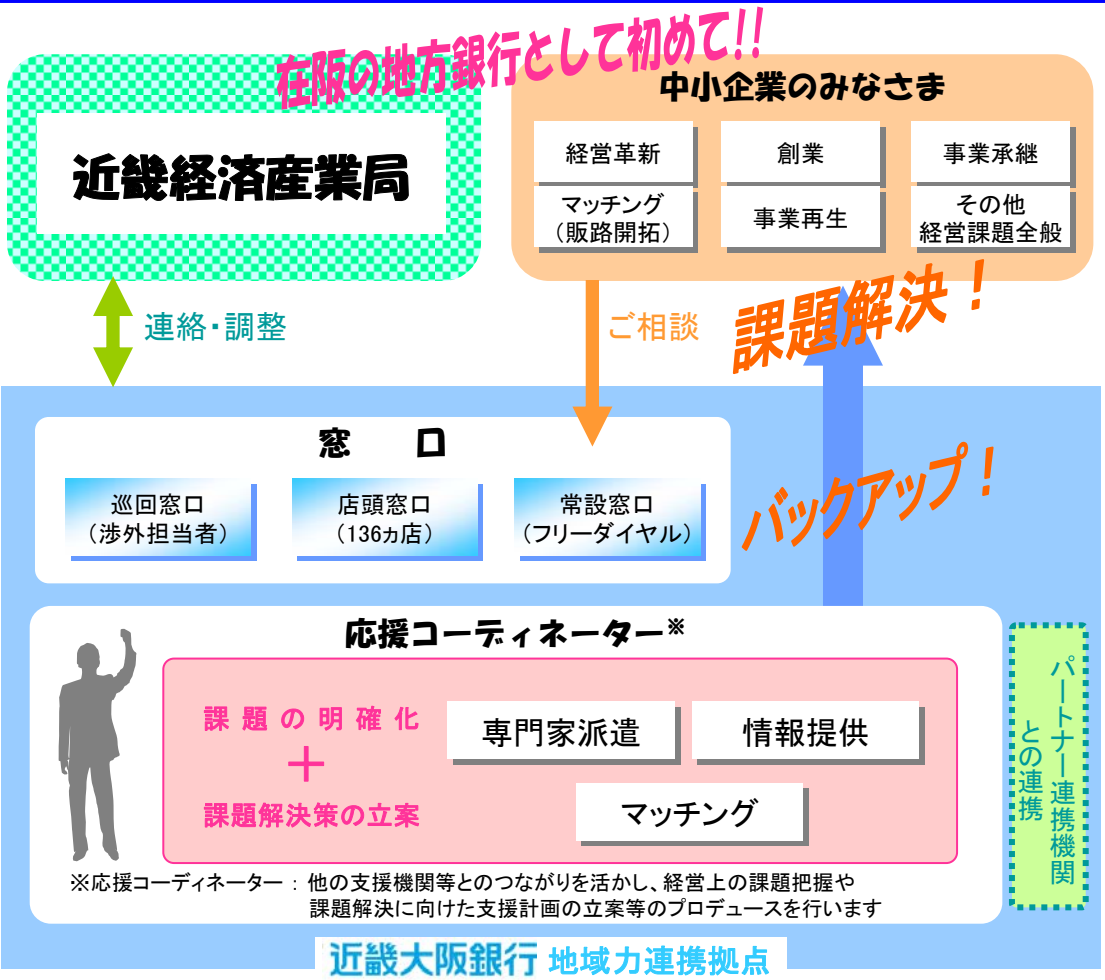 在阪の地方銀行として初めて!!
近畿経済産業局
中小企業のみなさま
経営革新
創業
事業承継
マッチング
(販路開拓)
事業再生
その他
経営課題全般
連絡・調整
ご相談
課題解決!
窓 口
巡回窓口
(渉外担当者)
店頭窓口
(136ヵ店)
常設窓口
(フリーダイヤル)
バックアップ!
応援コーディネーター※
課題の明確化
+
課題解決策の立案
専門家派遣
情報提供
マッチング
パートナー連携機関
との連携
※応援コーディネーター : 他の支援機関等とのつながりを活かし、経営上の課題把握や
課題解決に向けた支援計画の立案等のプロデュースを行います
近畿大阪銀行 地域力連携拠点